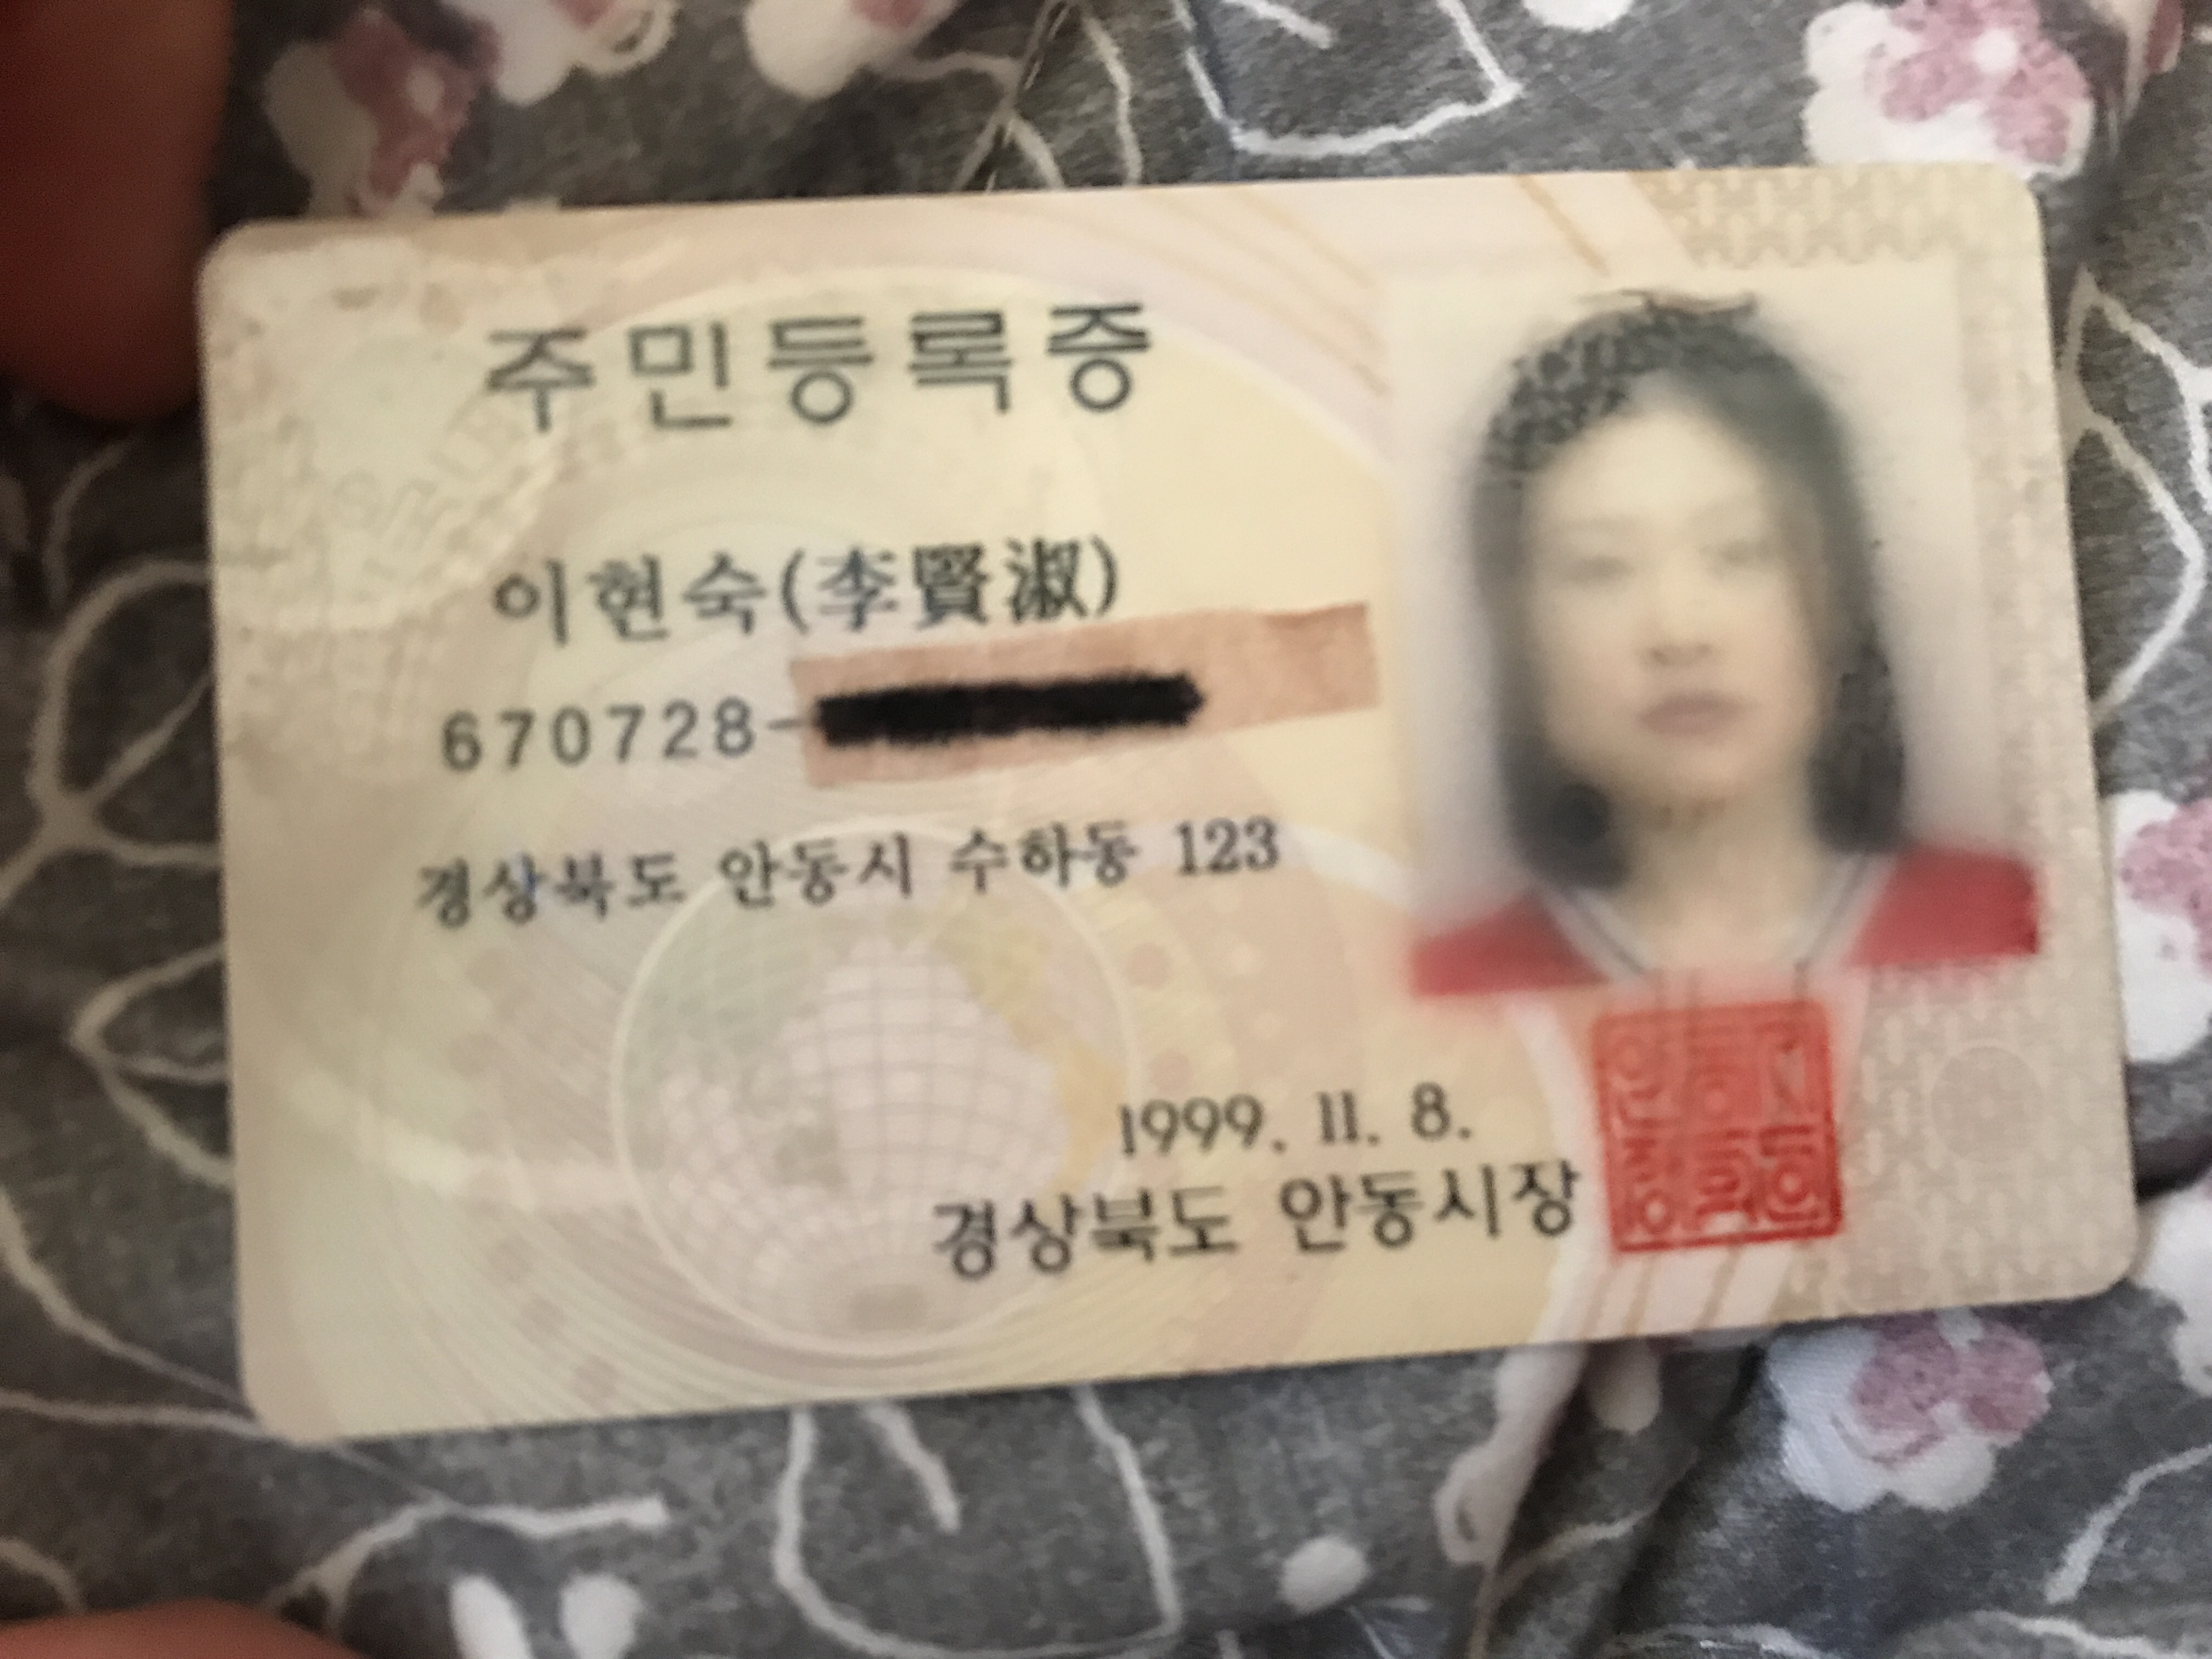 주민등록증
이현숙(李賢淑)
670728-
경상북도 안동시 수하동 123
1999. 11. 8.
경상북도 안동시장